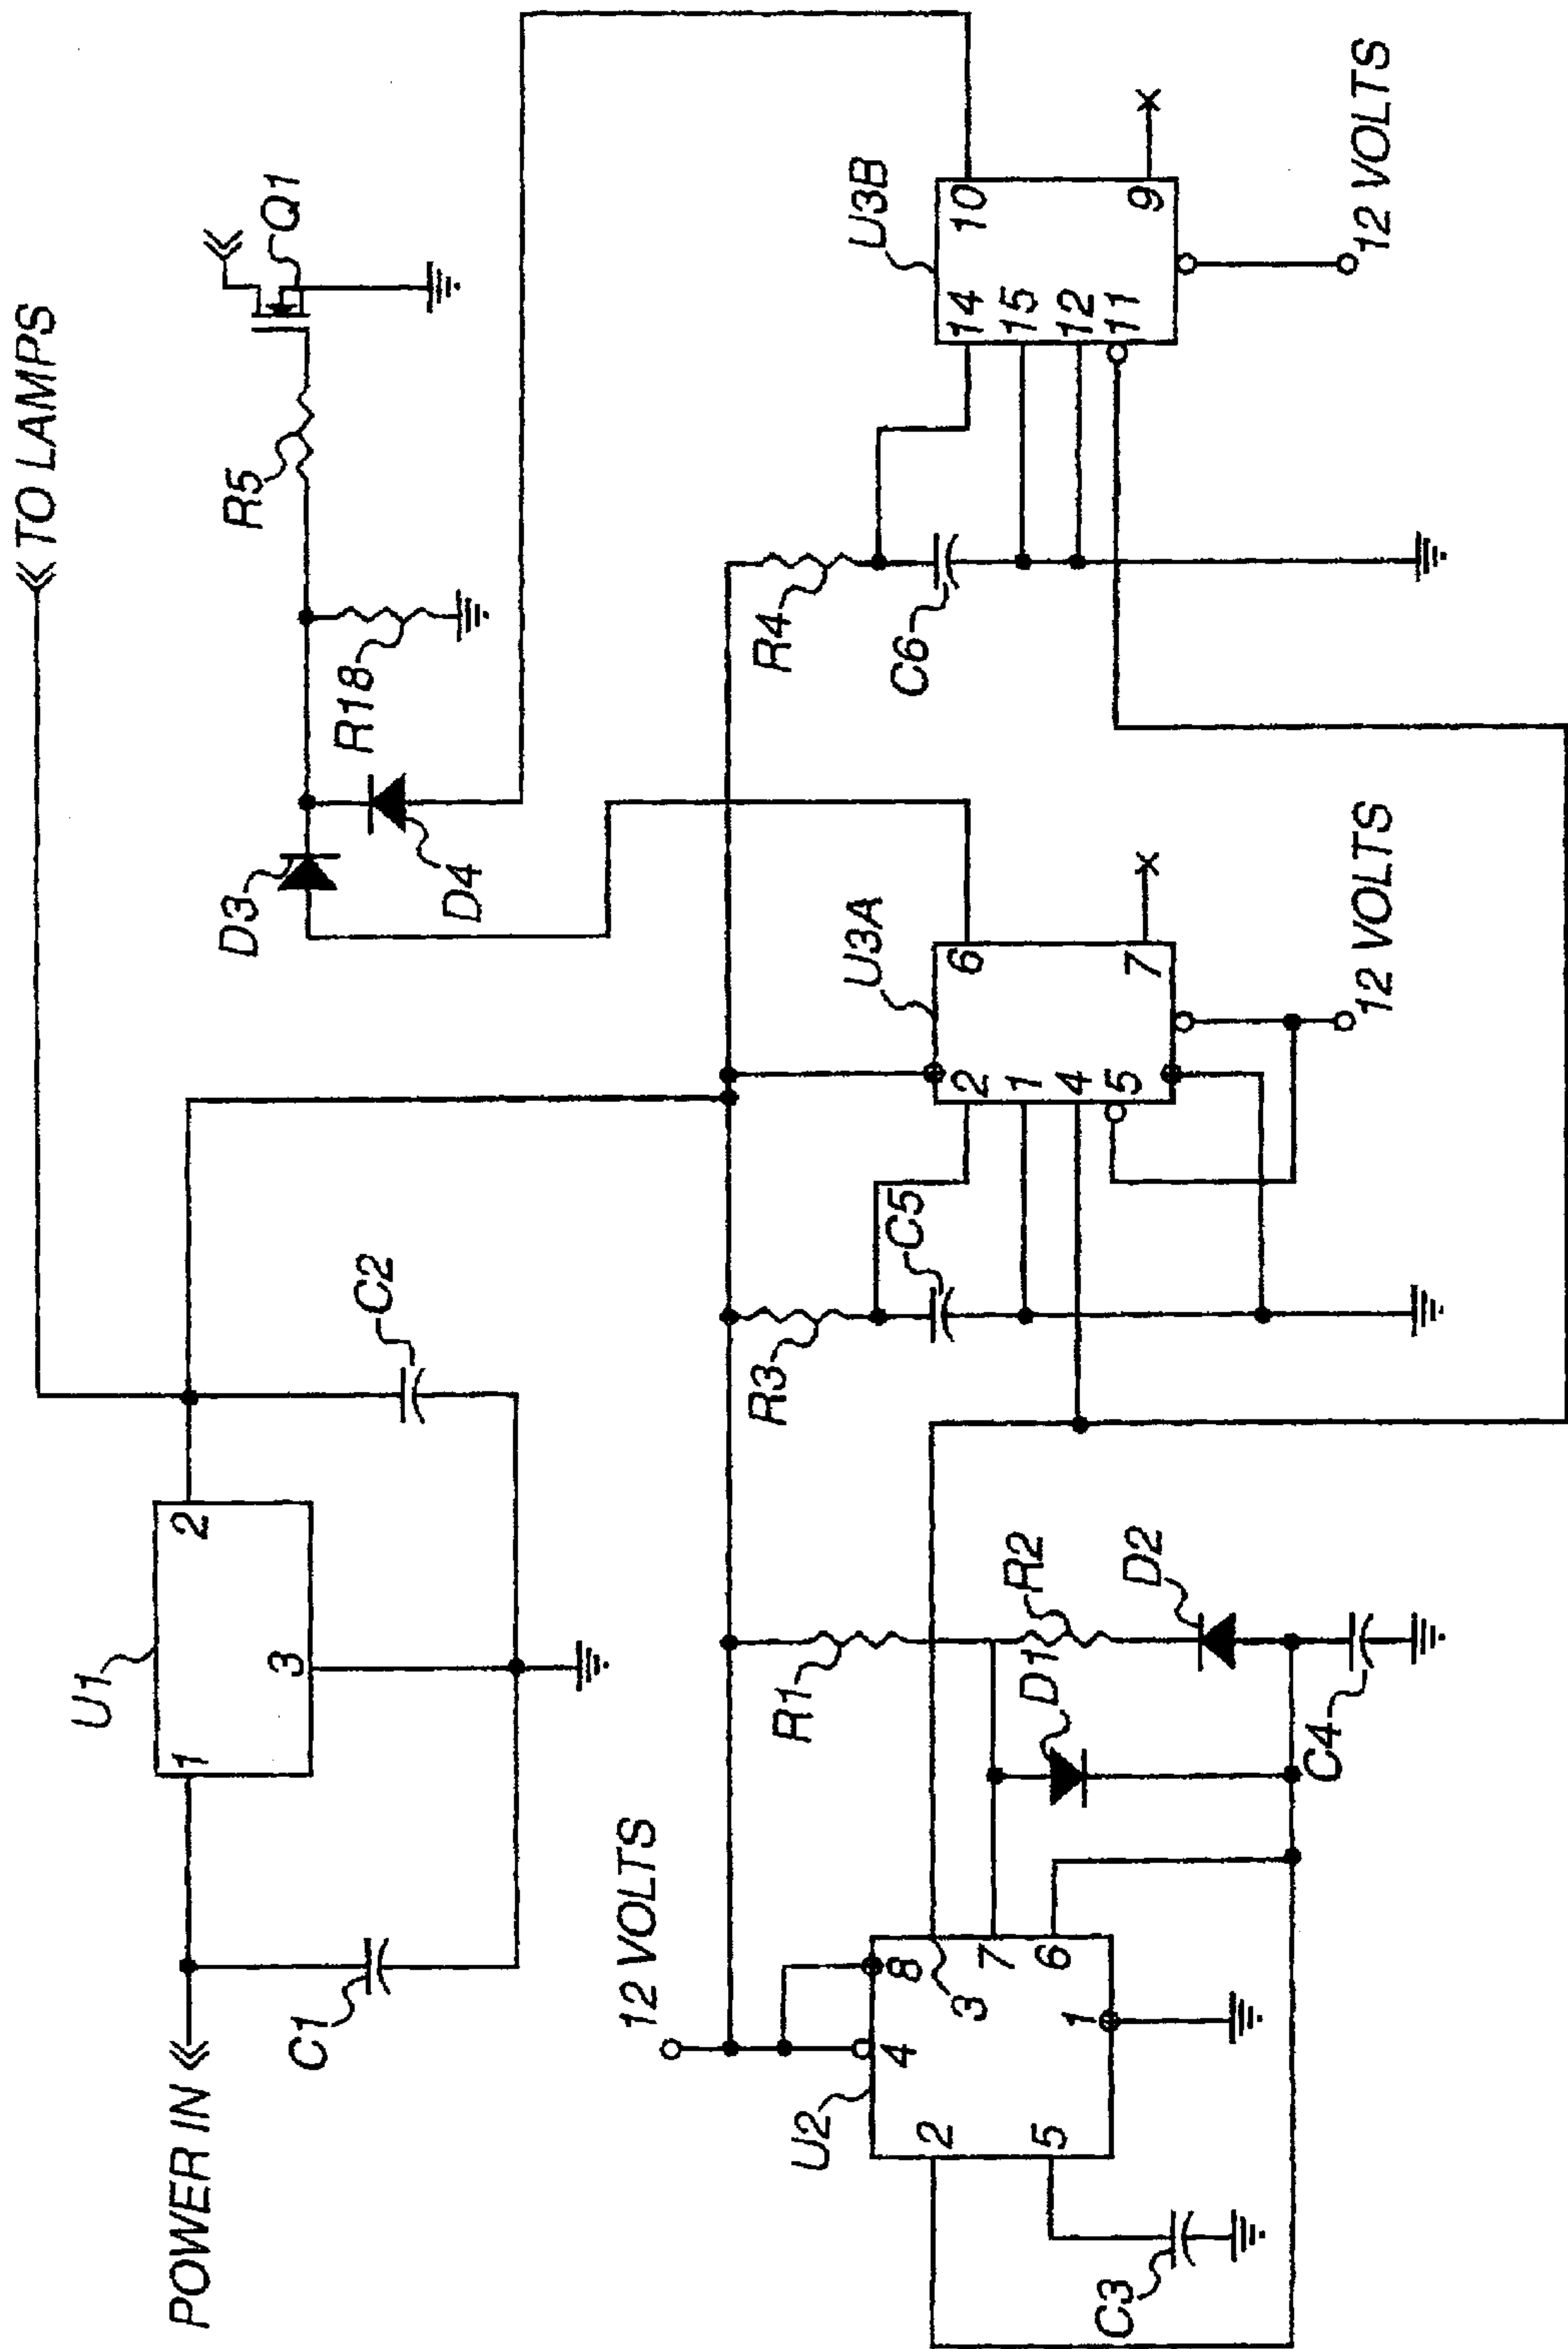 TO LAMPS
POWER IN
U1
1
2
3
C1
C2
D3
D4
R18
R5
Q1
12 VOLTS
U2
4
8
3
7
6
2
5
1
C3
R1
D1
R2
D2
C4
R3
C5
U3A
2
1
4
5
6
7
12 VOLTS
R4
C6
U3B
14
15
12
11
10
9
12 VOLTS